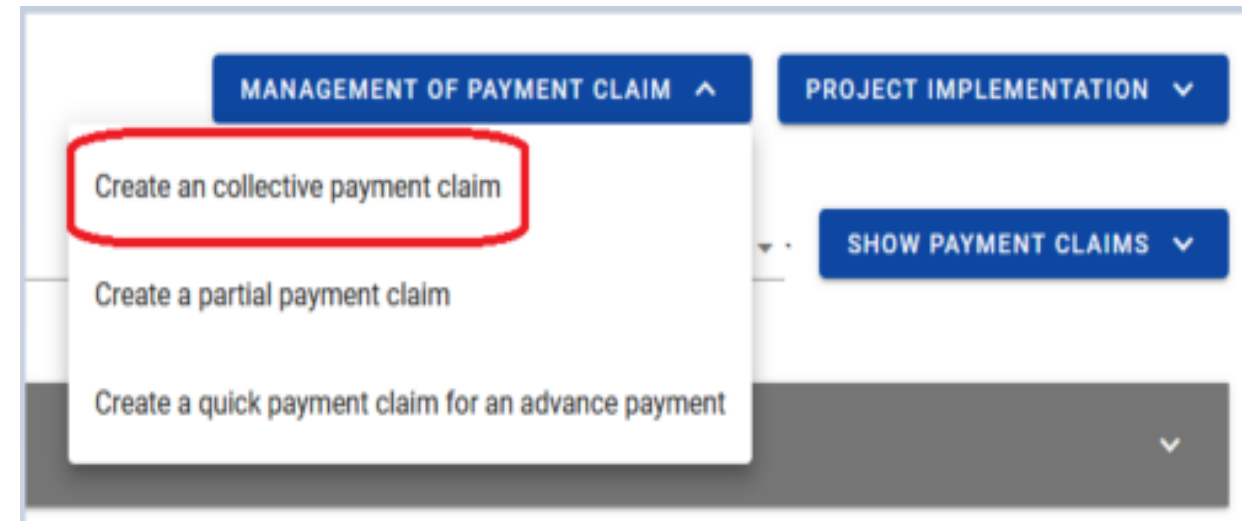 MANAGEMENT OF PAYMENT CLAIM
PROJECT IMPLEMENTATION
Create an collective payment claim
SHOW PAYMENT CLAIMS
Create a partial payment claim
Create a quick payment claim for an advance payment